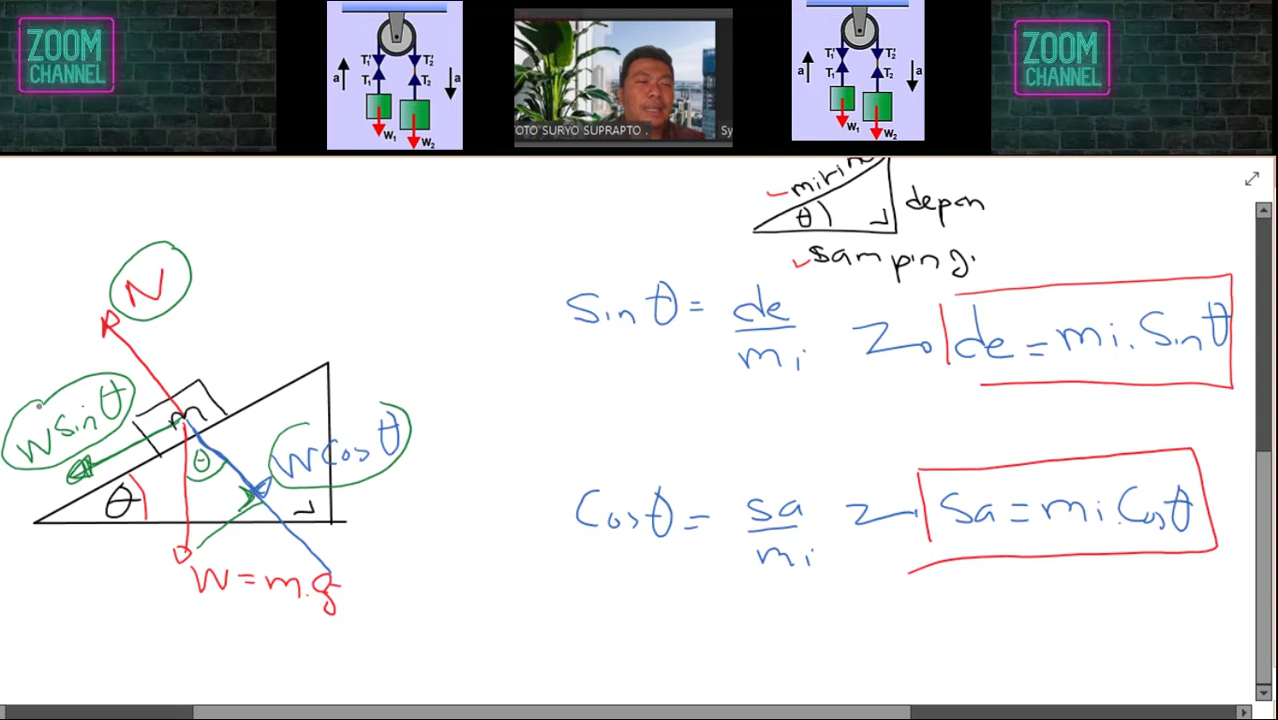 ZOOM
CHANNEL
T₁' T₂'
T₁ T₂
a a
W₁ W₂
OTO SURYO SUPRAPTO .
Sy
T₁' T₂'
T₁ T₂
a a
W₁ W₂
ZOOM
CHANNEL
miring
θ
depan
samping.
N
W sin θ
m
θ
W cos θ
θ
W = m.g
Sin θ = de/mi
de = mi. Sin θ
Cos θ = sa/mi
Sa = mi. Cos θ